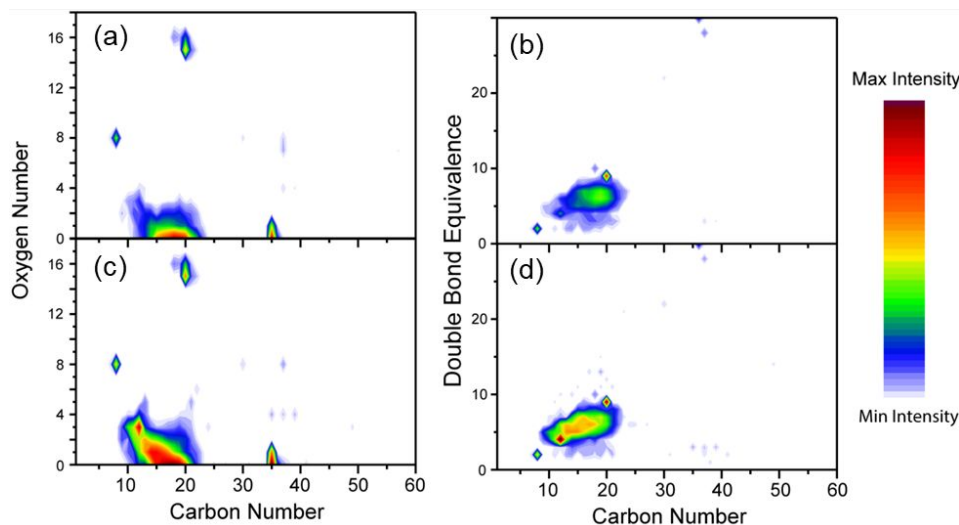 (a)
16
12
8
4
0
(b)
20
10
0
Max Intensity
Min Intensity
Oxygen Number
Double Bond Equivalence
(c)
16
12
8
4
0
10 20 30 40 50 60
Carbon Number
(d)
20
10
0
10 20 30 40 50 60
Carbon Number